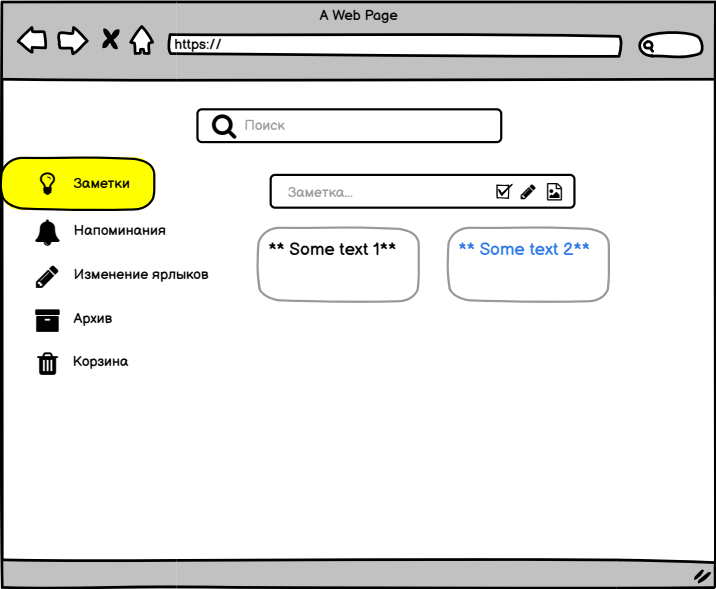 A Web Page
https://
Поиск
Заметки
Напоминания
Изменение ярлыков
Архив
Корзина
Заметка...
** Some text 1**
** Some text 2**